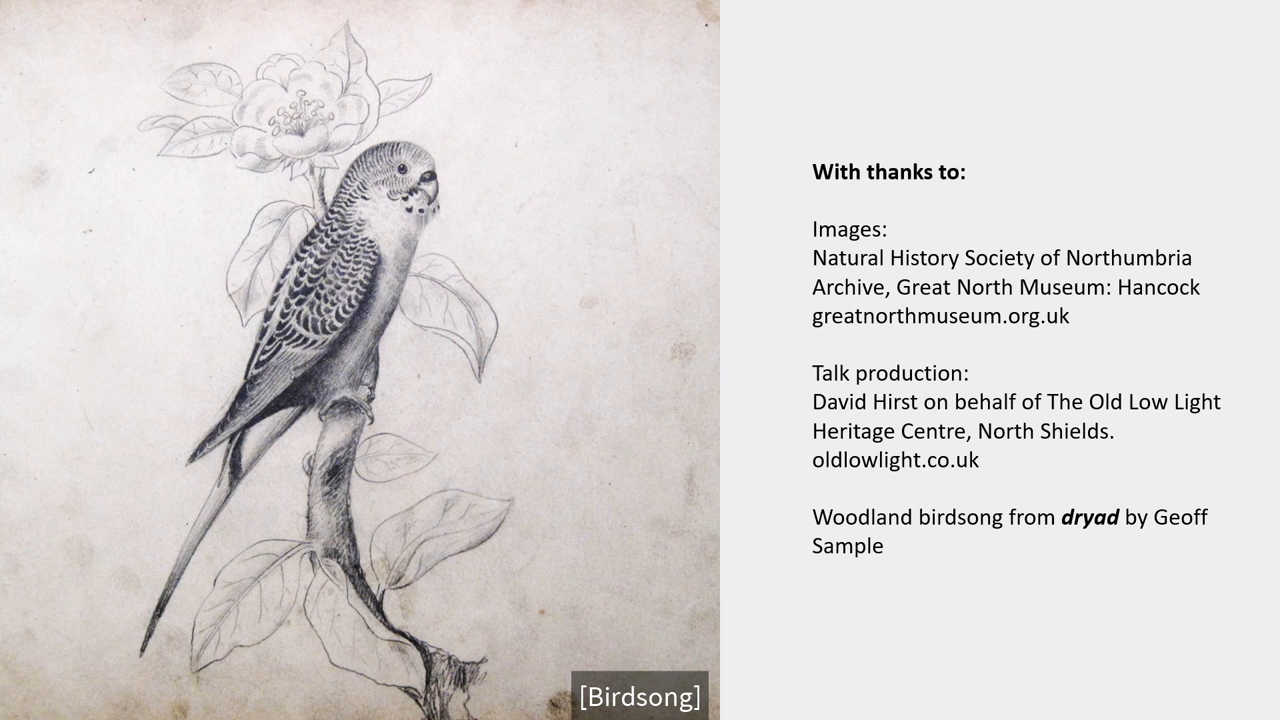 With thanks to:
Images:
Natural History Society of Northumbria
Archive, Great North Museum: Hancock
greatnorthmuseum.org.uk
Talk production:
David Hirst on behalf of The Old Low Light
Heritage Centre, North Shields.
oldlowlight.co.uk
Woodland birdsong from dryad by Geoff
Sample
[Birdsong]